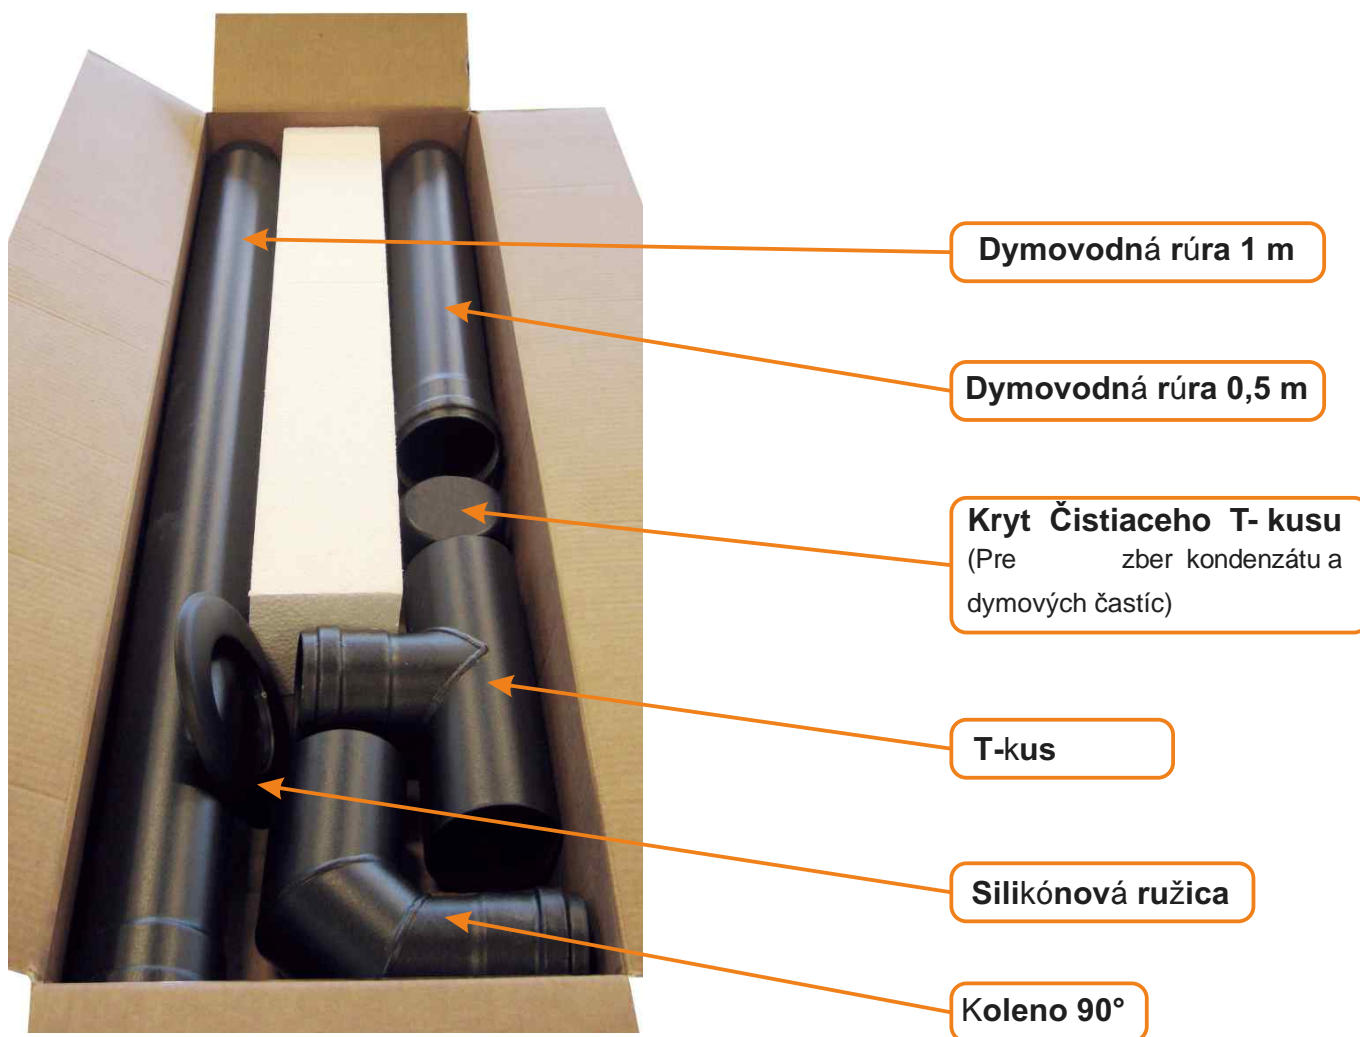 Dymovodná rúra 1 m
Dymovodná rúra 0,5 m
Kryt Čistiaceho T- kusu
(Pre zber kondenzátu a
dymových častíc)
T-kus
Silikónová ružica
Koleno 90°